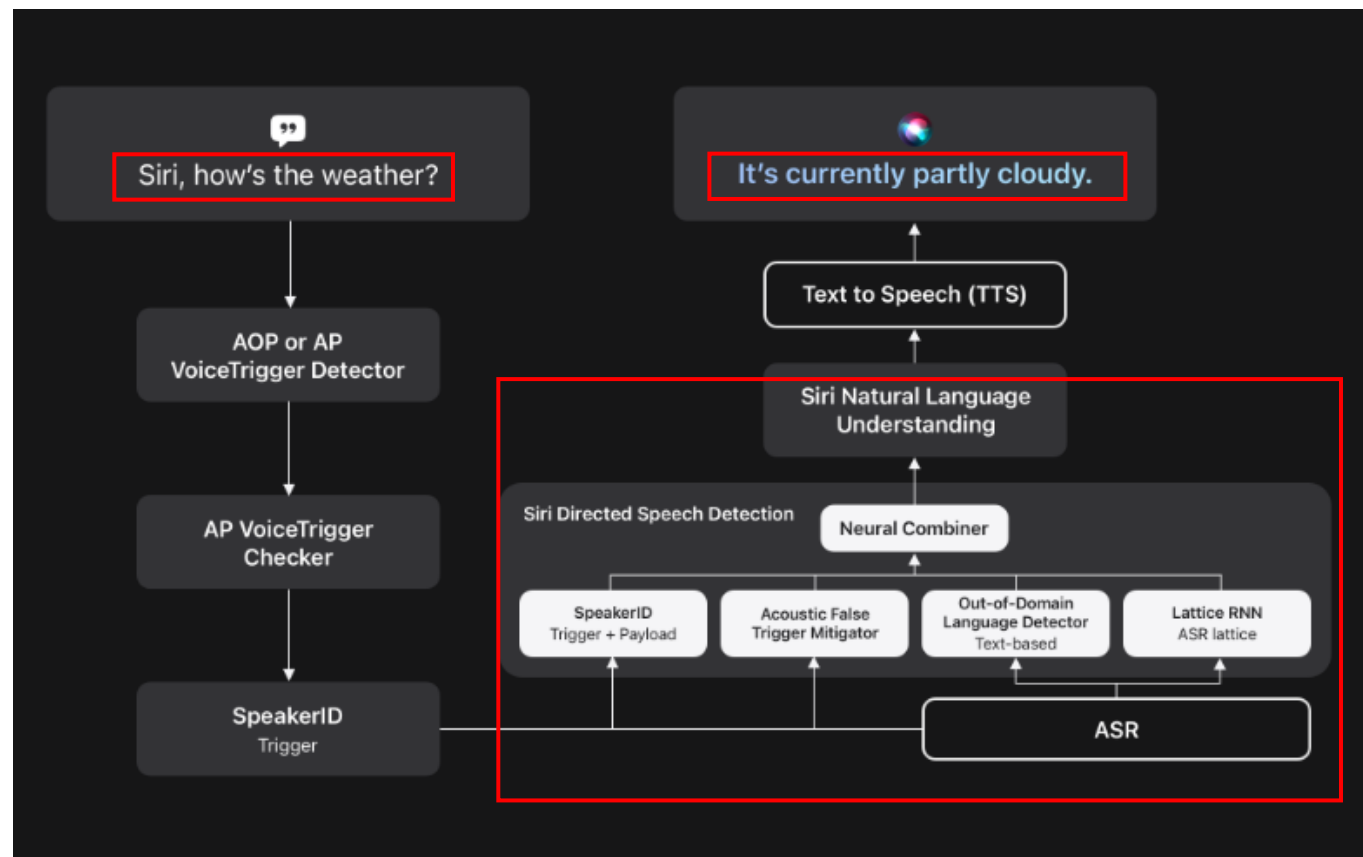 Siri, how's the weather?
AOP or AP
VoiceTrigger Detector
AP VoiceTrigger
Checker
SpeakerID
Trigger
It's currently partly cloudy.
Text to Speech (TTS)
Siri Natural Language
Understanding
Siri Directed Speech Detection
Neural Combiner
SpeakerID
Trigger + Payload
Acoustic False
Trigger Mitigator
Out-of-Domain
Language Detector
Text-based
Lattice RNN
ASR lattice
ASR